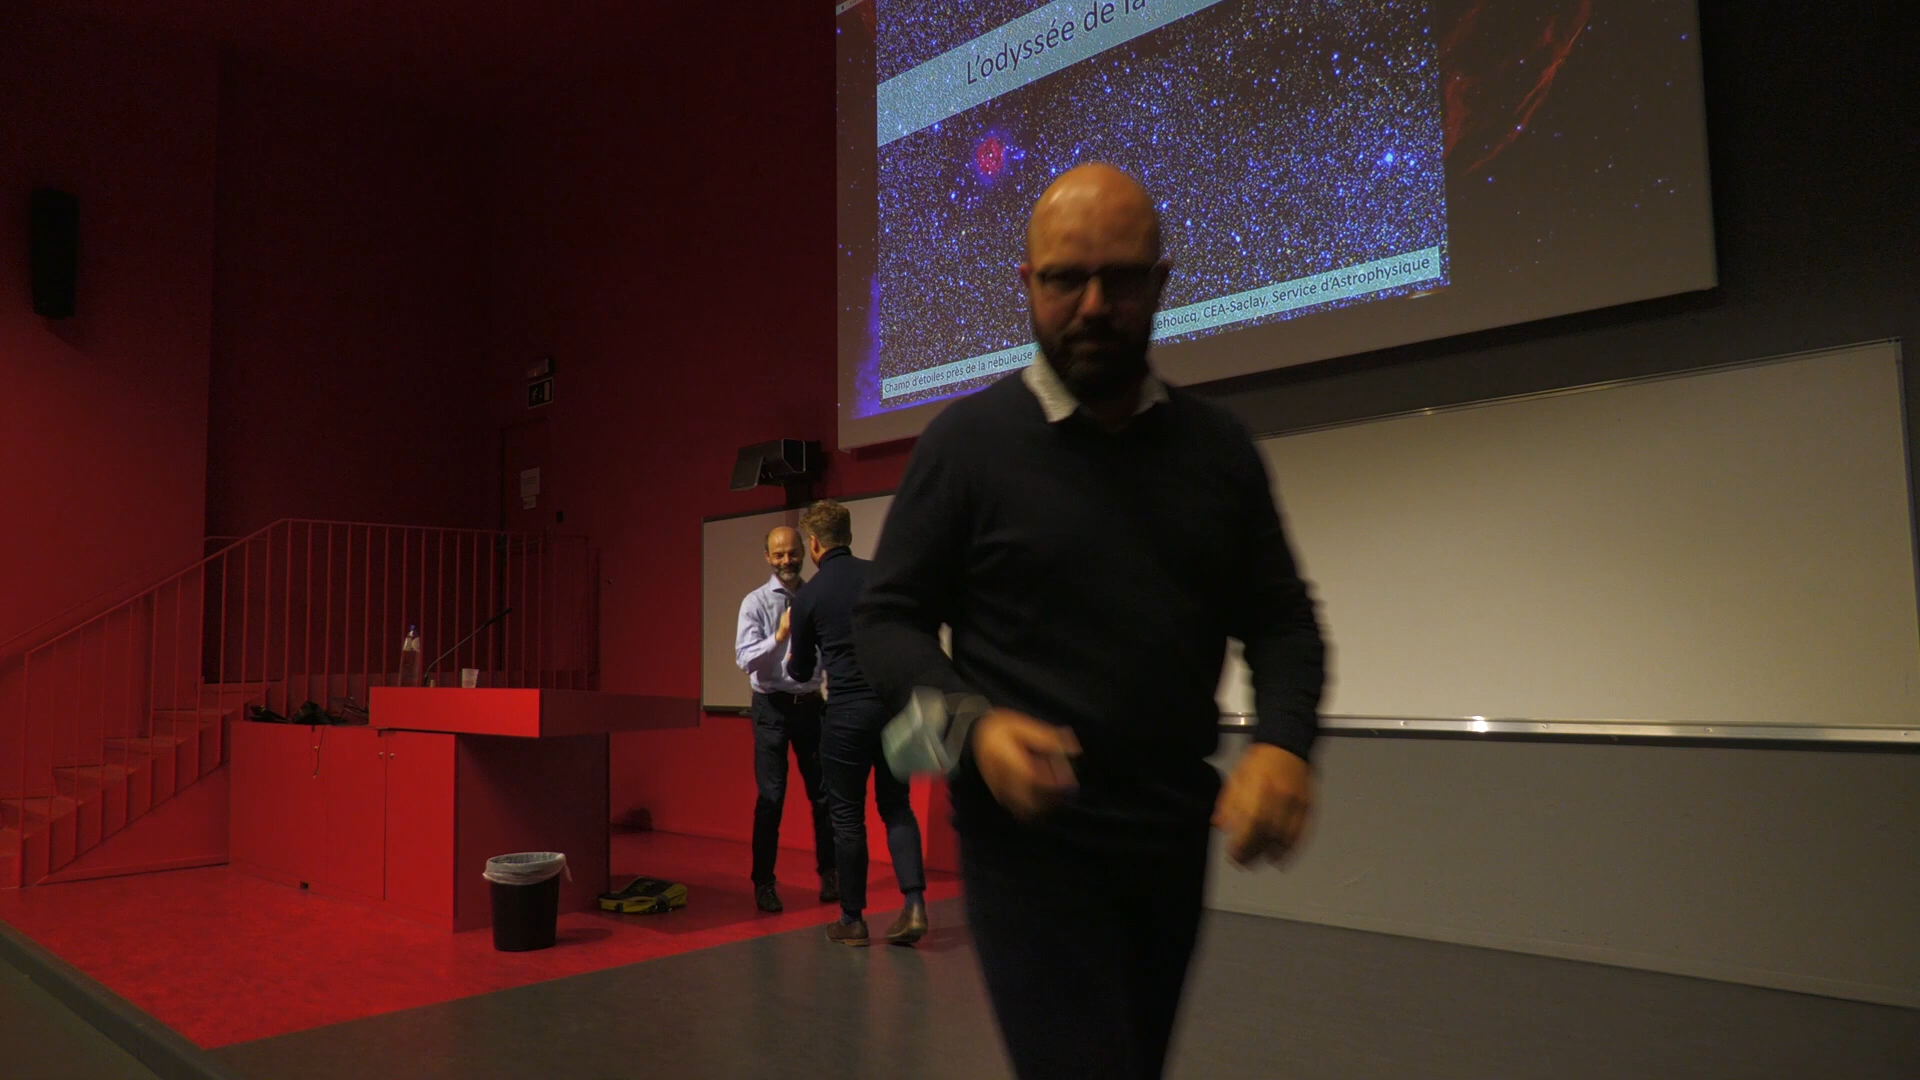 L'odyssée de la
Champ d'étoiles près de la nébuleuse
Lehoucq, CEA-Saclay, Service d'Astrophysique